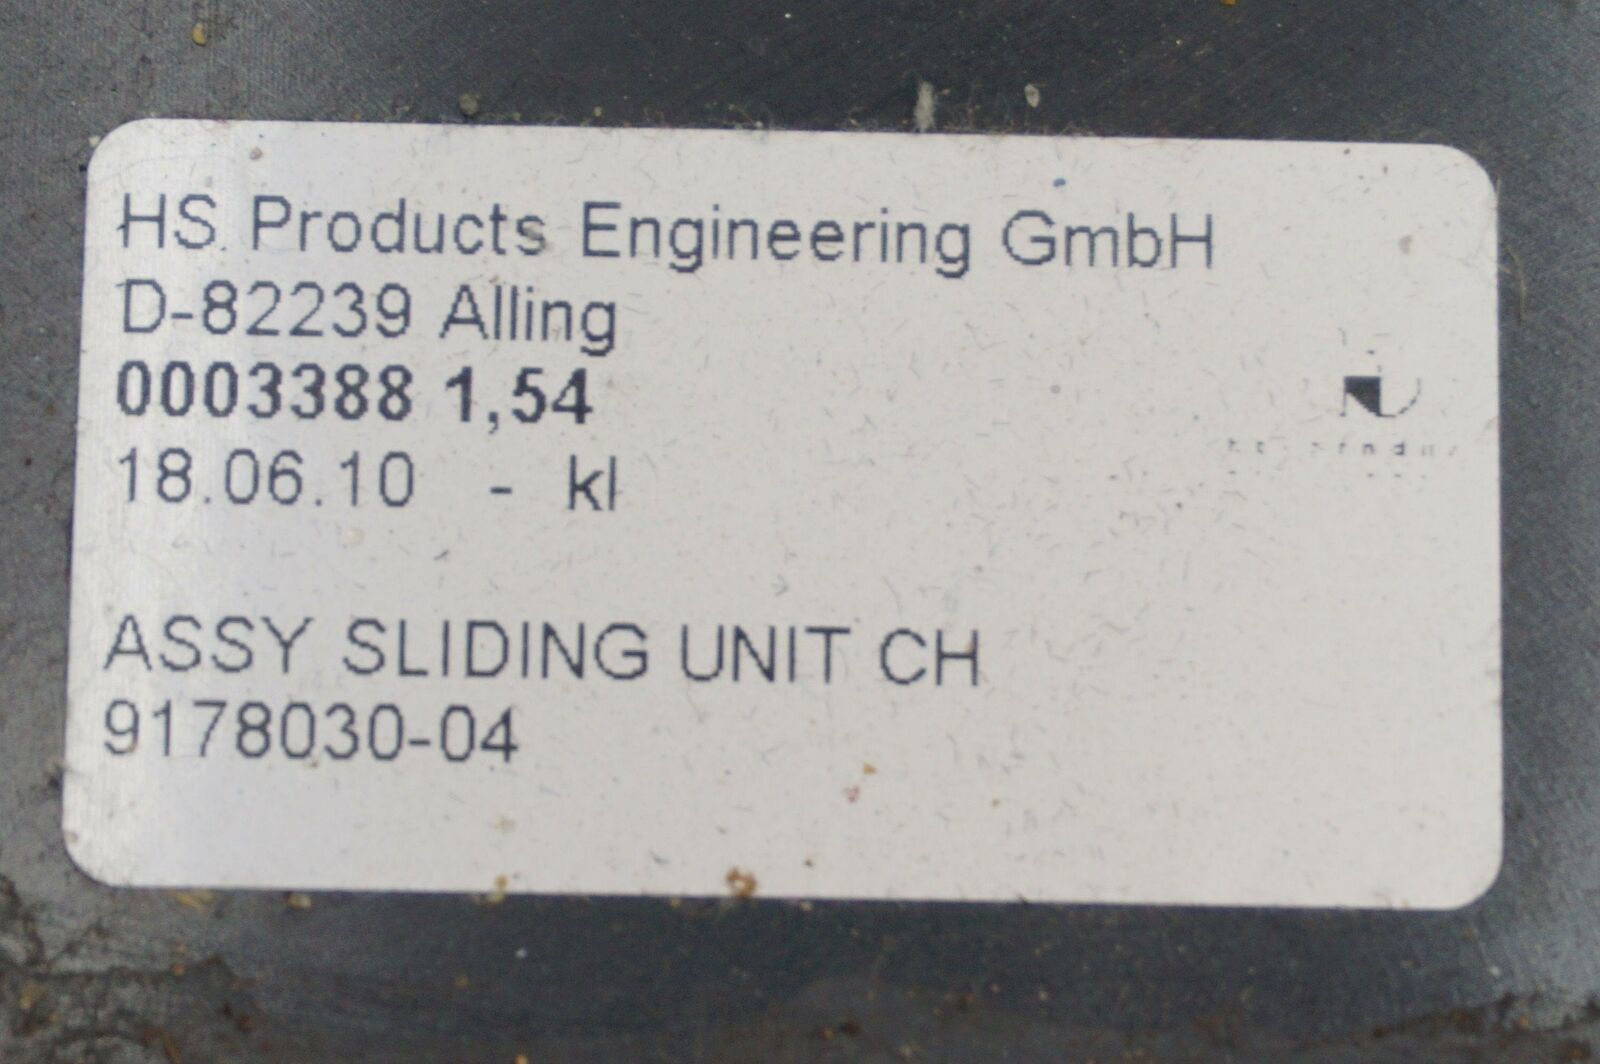 HS Products Engineering GmbH
D-82239 Alling
0003388 1,54
18.06.10 - kl
ASSY SLIDING UNIT CH
9178030-04